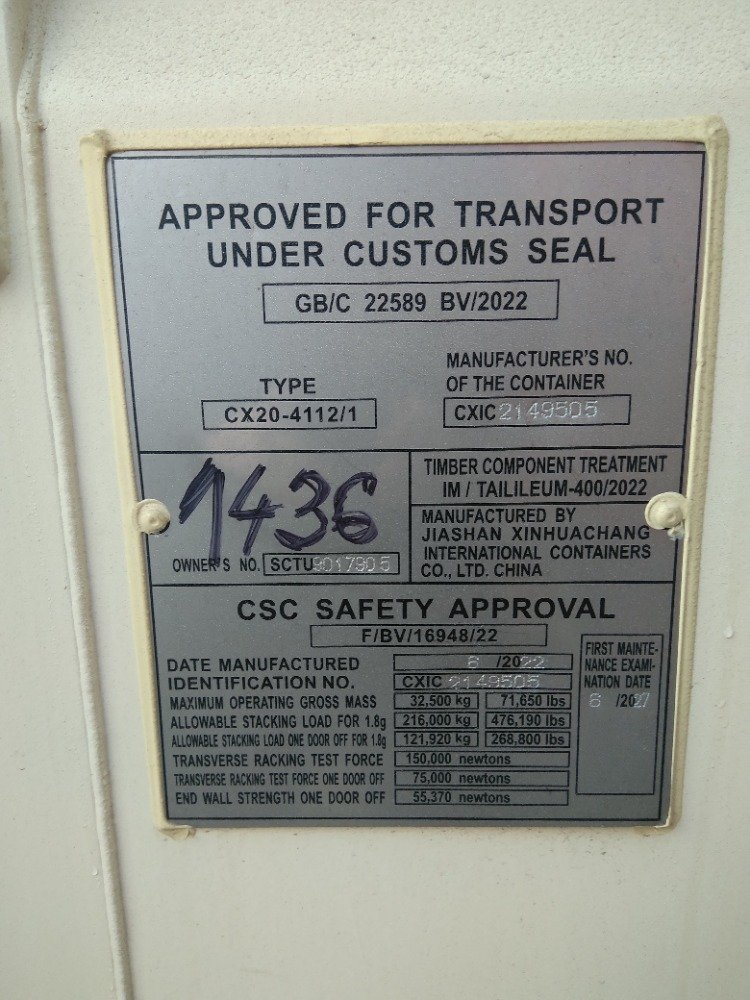 APPROVED FOR TRANSPORT
UNDER CUSTOMS SEAL
GB/C 22589 BV/2022
TYPE
CX20-4112/1
MANUFACTURER'S NO.
OF THE CONTAINER
CXIC 2149505
1436
OWNER'S NO. SCTU 9017905
TIMBER COMPONENT TREATMENT
IM / TAILILEUM-400/2022
MANUFACTURED BY
JIASHAN XINHUACHANG
INTERNATIONAL CONTAINERS
CO., LTD. CHINA
CSC SAFETY APPROVAL
F/BV/16948/22
DATE MANUFACTURED 6 /2022
IDENTIFICATION NO. CXIC 2149505
MAXIMUM OPERATING GROSS MASS 32,500 kg 71,650 lbs
ALLOWABLE STACKING LOAD FOR 1.8g 216,000 kg 476,190 lbs
ALLOWABLE STACKING LOAD ONE DOOR OFF FOR 1.8g 121,920 kg 268,800 lbs
TRANSVERSE RACKING TEST FORCE 150,000 newtons
TRANSVERSE RACKING TEST FORCE ONE DOOR OFF 75,000 newtons
END WALL STRENGTH ONE DOOR OFF 55,370 newtons
FIRST MAINTE-
NANCE EXAMI-
NATION DATE
6 /2027